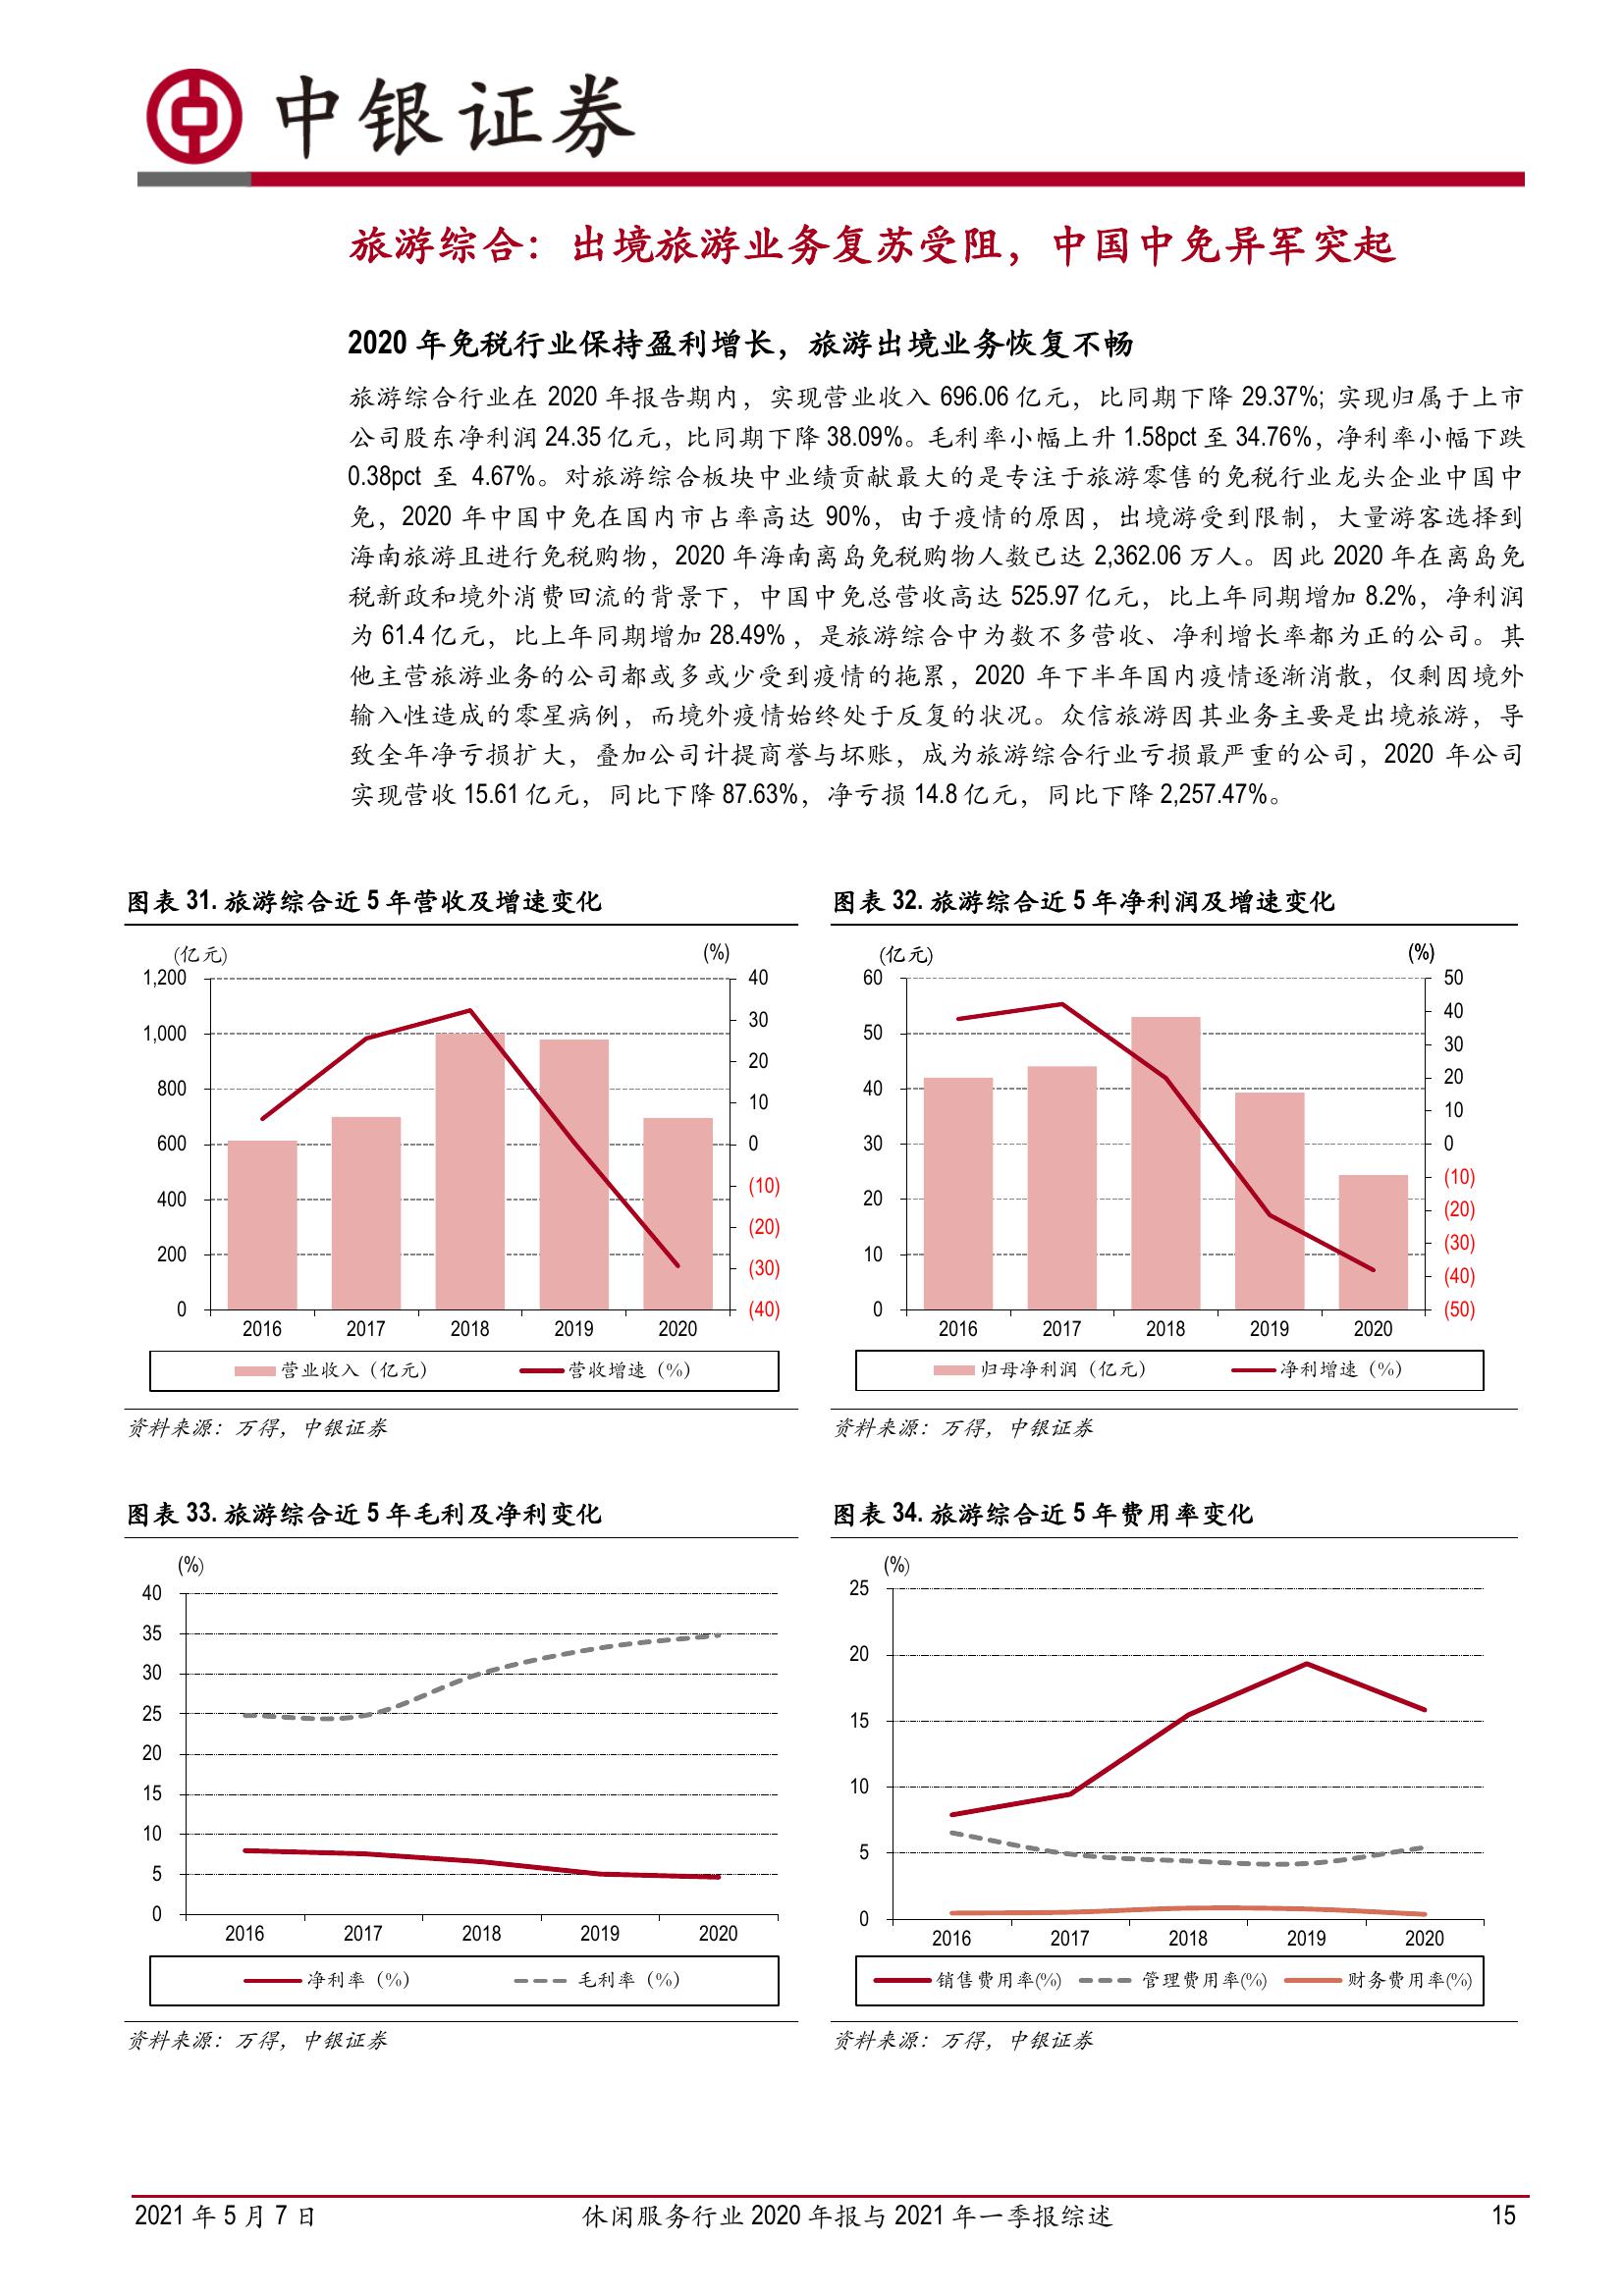 中银证券
旅游综合：出境旅游业务复苏受阻，中国中免异军突起
2020 年免税行业保持盈利增长，旅游出境业务恢复不畅
旅游综合行业在 2020 年报告期内，实现营业收入 696.06 亿元，比同期下降 29.37%; 实现归属于上市
公司股东净利润 24.35 亿元，比同期下降 38.09%。毛利率小幅上升 1.58pct 至 34.76%，净利率小幅下跌
0.38pct 至 4.67%。对旅游综合板块中业绩贡献最大的是专注于旅游零售的免税行业龙头企业中国中
免，2020 年中国中免在国内市占率高达 90%，由于疫情的原因，出境游受到限制，大量游客选择到
海南旅游且进行免税购物，2020 年海南离岛免税购物人数已达 2,362.06 万人。因此 2020 年在离岛免
税新政和境外消费回流的背景下，中国中免总营收高达 525.97 亿元，比上年同期增加 8.2%，净利润
为 61.4 亿元，比上年同期增加 28.49%，是旅游综合中为数不多营收、净利增长率都为正的公司。其
他主营旅游业务的公司都或多或少受到疫情的拖累，2020 年下半年国内疫情逐渐消散，仅剩因境外
输入性造成的零星病例，而境外疫情始终处于反复的状况。众信旅游因其业务主要是出境旅游，导
致全年净亏损扩大，叠加公司计提商誉与坏账，成为旅游综合行业亏损最严重的公司，2020 年公司
实现营收 15.61 亿元，同比下降 87.63%，净亏损 14.8 亿元，同比下降 2,257.47%。
图表 31. 旅游综合近 5 年营收及增速变化
(亿元)
(%)
1,200
1,000
800
600
400
200
0
40
30
20
10
0
(10)
(20)
(30)
(40)
2016 2017 2018 2019 2020
营业收入（亿元） 营收增速（%）
资料来源：万得，中银证券
图表 32. 旅游综合近 5 年净利润及增速变化
(亿元)
(%)
60
50
40
30
20
10
0
50
40
30
20
10
0
(10)
(20)
(30)
(40)
(50)
2016 2017 2018 2019 2020
归母净利润（亿元） 净利增速（%）
资料来源：万得，中银证券
图表 33. 旅游综合近 5 年毛利及净利变化
(%)
40
35
30
25
20
15
10
5
0
2016 2017 2018 2019 2020
净利率（%） 毛利率（%）
资料来源：万得，中银证券
图表 34. 旅游综合近 5 年费用率变化
(%)
25
20
15
10
5
0
2016 2017 2018 2019 2020
销售费用率(%) 管理费用率(%) 财务费用率(%)
资料来源：万得，中银证券
2021 年 5 月 7 日 休闲服务行业 2020 年报与 2021 年一季报综述 15